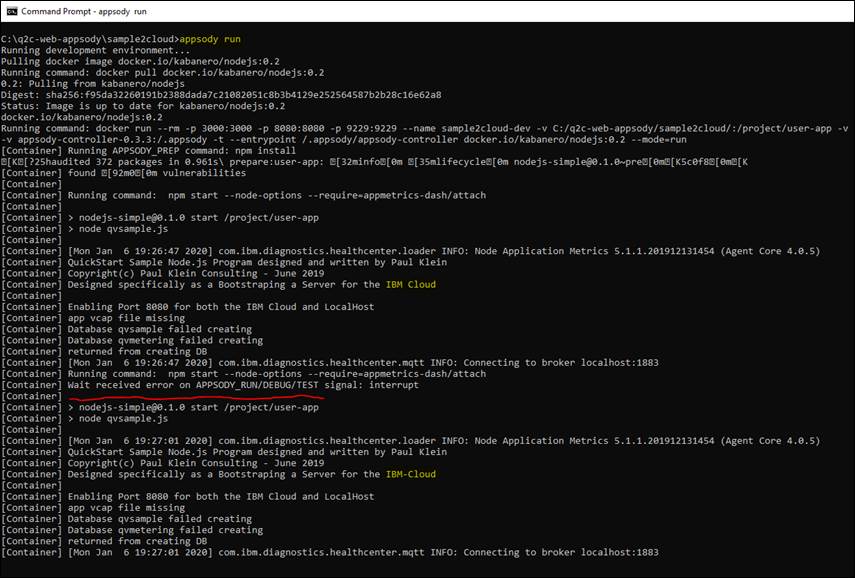 Command Prompt - appsody  run
C:\q2c-web-appsody\sample2cloud>appsody run
Running development environment...
Pulling docker image docker.io/kabanero/nodejs:0.2
Running command: docker pull docker.io/kabanero/nodejs:0.2
0.2: Pulling from kabanero/nodejs
Digest: sha256:f95da32260191b2388dada7c21082051c8b3b4129e252564587b2b28c16e62a8
Status: Image is up to date for kabanero/nodejs:0.2
docker.io/kabanero/nodejs:0.2
Running command: docker run --rm -p 3000:3000 -p 8080:8080 -p 9229:9229 --name sample2cloud-dev -v C:/q2c-web-appsody/sample2cloud/:/project/user-app -v
-v appsody-controller-0.3.3:/.appsody -t --entrypoint /.appsody/appsody-controller docker.io/kabanero/nodejs:0.2 --mode=run
[Container] Running APPSODY_PREP command: npm install
[K[?25haudited 372 packages in 0.961s\ prepare:user-app: [32minfo[0m [35mlifecycle[0m nodejs-simple@0.1.0~pre[0m[K5c0f8[0m[K
[Container] found [92m0[0m vulnerabilities
[Container]
[Container] Running command:  npm start --node-options --require=appmetrics-dash/attach
[Container]
[Container] > nodejs-simple@0.1.0 start /project/user-app
[Container] > node qvsample.js
[Container]
[Container] [Mon Jan  6 19:26:47 2020] com.ibm.diagnostics.healthcenter.loader INFO: Node Application Metrics 5.1.1.201912131454 (Agent Core 4.0.5)
[Container] QuickStart Sample Node.js Program designed and written by Paul Klein
[Container] Copyright(c) Paul Klein Consulting - June 2019
[Container] Designed specifically as a Bootstraping a Server for the IBM Cloud
[Container]
[Container] Enabling Port 8080 for both the IBM Cloud and LocalHost
[Container] app vcap file missing
[Container] Database qvsample failed creating
[Container] Database qvmetering failed creating
[Container] returned from creating DB
[Container] [Mon Jan  6 19:26:47 2020] com.ibm.diagnostics.healthcenter.mqtt INFO: Connecting to broker localhost:1883
[Container] Running command:  npm start --node-options --require=appmetrics-dash/attach
[Container] Wait received error on APPSODY_RUN/DEBUG/TEST signal: interrupt
[Container]
[Container] > nodejs-simple@0.1.0 start /project/user-app
[Container] > node qvsample.js
[Container]
[Container] [Mon Jan  6 19:27:01 2020] com.ibm.diagnostics.healthcenter.loader INFO: Node Application Metrics 5.1.1.201912131454 (Agent Core 4.0.5)
[Container] QuickStart Sample Node.js Program designed and written by Paul Klein
[Container] Copyright(c) Paul Klein Consulting - June 2019
[Container] Designed specifically as a Bootstraping a Server for the IBM-Cloud
[Container]
[Container] Enabling Port 8080 for both the IBM Cloud and LocalHost
[Container] app vcap file missing
[Container] Database qvsample failed creating
[Container] Database qvmetering failed creating
[Container] returned from creating DB
[Container] [Mon Jan  6 19:27:01 2020] com.ibm.diagnostics.healthcenter.mqtt INFO: Connecting to broker localhost:1883